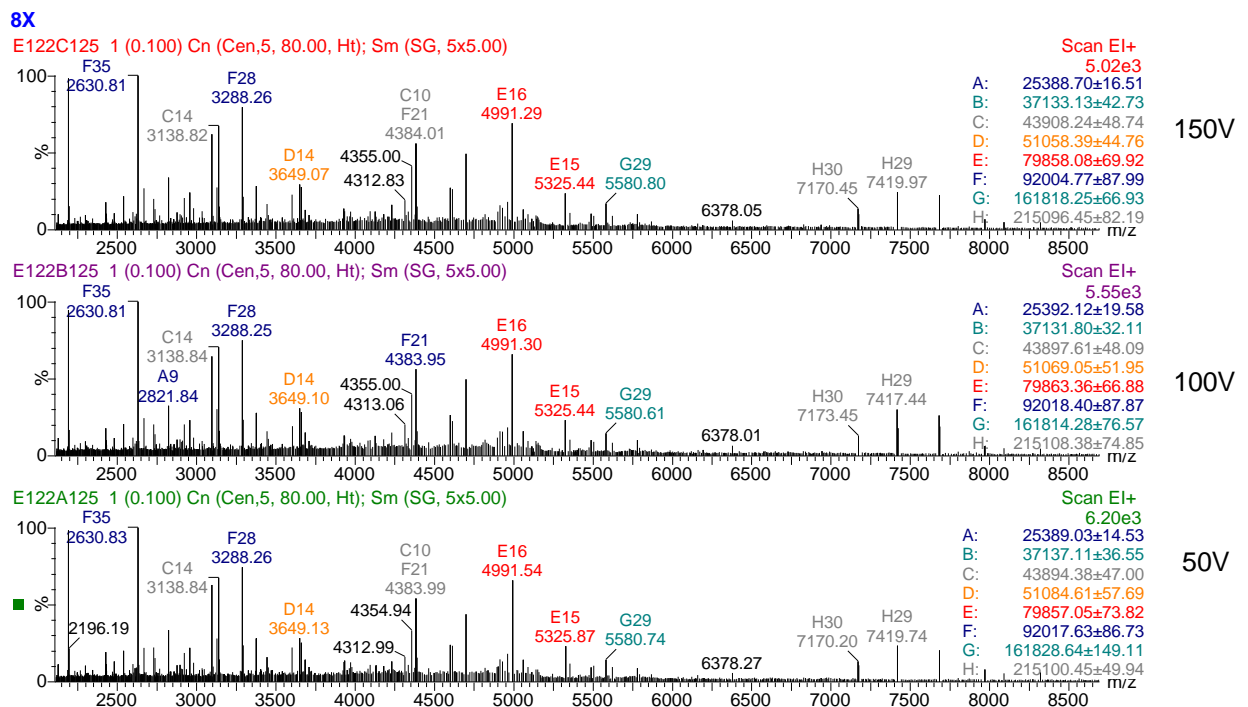 8X
E122C125 1 (0.100) Cn (Cen,5, 80.00, Ht); Sm (SG, 5x5.00)
Scan EI+
5.02e3
A: 25388.70±16.51
B: 37133.13±42.73
C: 43908.24±48.74
D: 51058.39±44.76
E: 79858.08±69.92
F: 92004.77±87.99
G: 161818.25±66.93
H: 215096.45±82.19
150V
100
%
0
F35
2630.81
C14
3138.82
F28
3288.26
D14
3649.07
4355.00
4312.83
C10
F21
4384.01
E16
4991.29
E15
5325.44
G29
5580.80
6378.05
H30
7170.45
H29
7419.97
m/z
2500 3000 3500 4000 4500 5000 5500 6000 6500 7000 7500 8000 8500
E122B125 1 (0.100) Cn (Cen,5, 80.00, Ht); Sm (SG, 5x5.00)
Scan EI+
5.55e3
A: 25392.12±19.58
B: 37131.80±32.11
C: 43897.61±48.09
D: 51069.05±51.95
E: 79863.36±66.88
F: 92018.40±87.87
G: 161814.28±76.57
H: 215108.38±74.85
100V
100
%
0
F35
2630.81
A9
2821.84
C14
3138.84
F28
3288.25
D14
3649.10
4355.00
4313.06
F21
4383.95
E16
4991.30
E15
5325.44
G29
5580.61
6378.01
H30
7173.45
H29
7417.44
m/z
2500 3000 3500 4000 4500 5000 5500 6000 6500 7000 7500 8000 8500
E122A125 1 (0.100) Cn (Cen,5, 80.00, Ht); Sm (SG, 5x5.00)
Scan EI+
6.20e3
A: 25389.03±14.53
B: 37137.11±36.55
C: 43894.38±47.00
D: 51084.61±57.69
E: 79857.05±73.82
F: 92017.63±86.73
G: 161828.64±149.11
H: 215100.45±49.94
50V
100
%
0
F35
2630.83
2196.19
C14
3138.84
F28
3288.26
D14
3649.13
4354.94
4312.99
C10
F21
4383.99
E16
4991.54
E15
5325.87
G29
5580.74
6378.27
H30
7170.20
H29
7419.74
m/z
2500 3000 3500 4000 4500 5000 5500 6000 6500 7000 7500 8000 8500